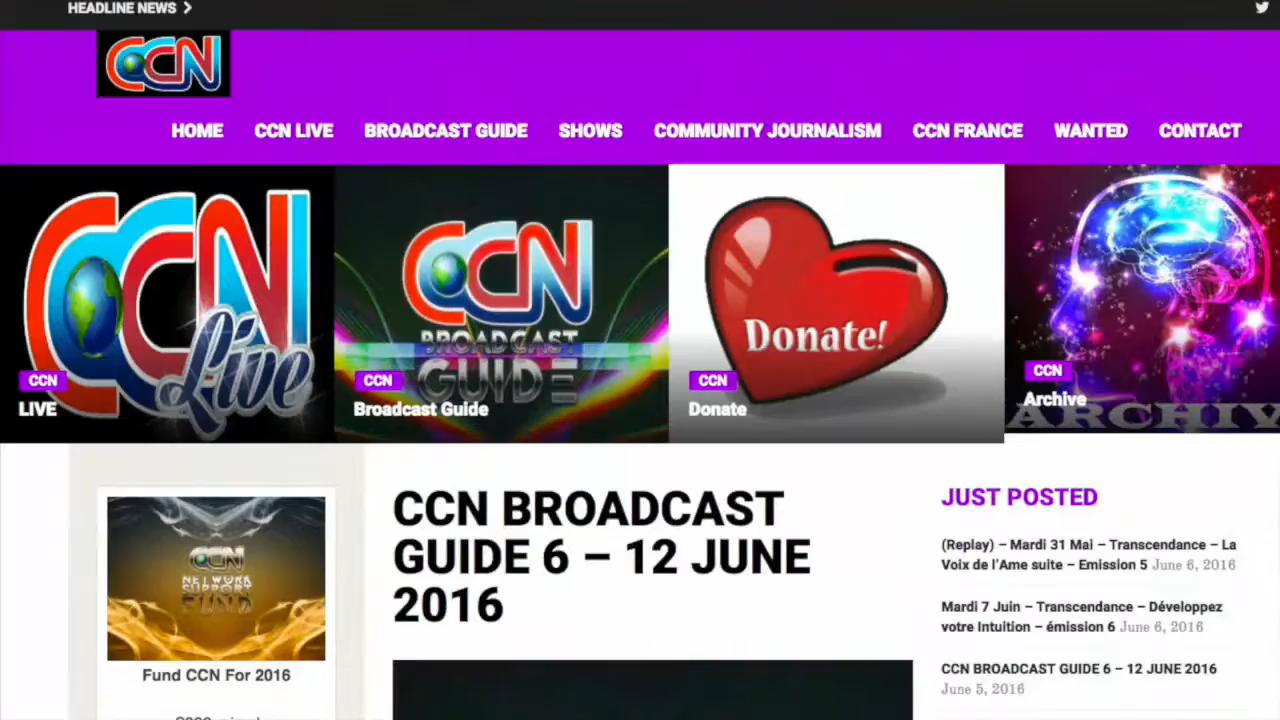 HEADLINE NEWS
CCN
HOME CCN LIVE BROADCAST GUIDE SHOWS COMMUNITY JOURNALISM CCN FRANCE WANTED CONTACT
CCN
Live
CCN
LIVE
CCN
BROADCAST
GUIDE
CCN
Broadcast Guide
Donate!
CCN
Donate
CCN
Archive
ARCHIV
CCN
NETWORK
SUPPORT
FUND
Fund CCN For 2016
CCN BROADCAST
GUIDE 6 – 12 JUNE
2016
JUST POSTED
(Replay) – Mardi 31 Mai – Transcendance – La
Voix de l'Ame suite – Emission 5 June 6, 2016
Mardi 7 Juin – Transcendance – Développez
votre Intuition – émission 6 June 6, 2016
CCN BROADCAST GUIDE 6 – 12 JUNE 2016
June 5, 2016